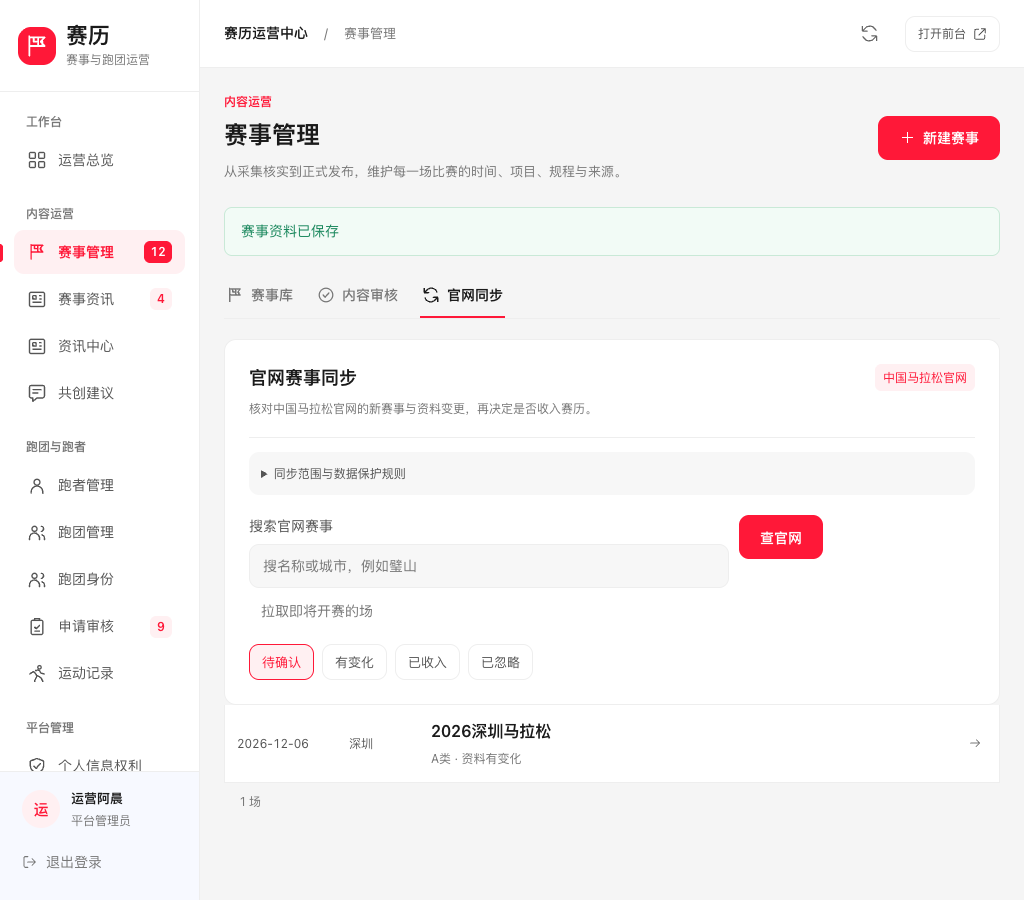 赛历
赛事与跑团运营
工作台
运营总览
内容运营
赛事管理 12
赛事资讯 4
资讯中心
共创建议
跑团与跑者
跑者管理
跑团管理
跑团身份
申请审核 9
运动记录
平台管理
个人信息权利
运 运营阿晨
平台管理员
退出登录
赛历运营中心 / 赛事管理
打开前台
内容运营
赛事管理
从采集核实到正式发布，维护每一场比赛的时间、项目、规程与来源。
新建赛事
赛事资料已保存
赛事库 内容审核 官网同步
官网赛事同步
中国马拉松官网
核对中国马拉松官网的新赛事与资料变更，再决定是否收入赛历。
同步范围与数据保护规则
搜索官网赛事
搜名称或城市，例如璧山
查官网
拉取即将开赛的场
待确认 有变化 已收入 已忽略
2026-12-06 深圳 2026深圳马拉松
A类 · 资料有变化
1 场